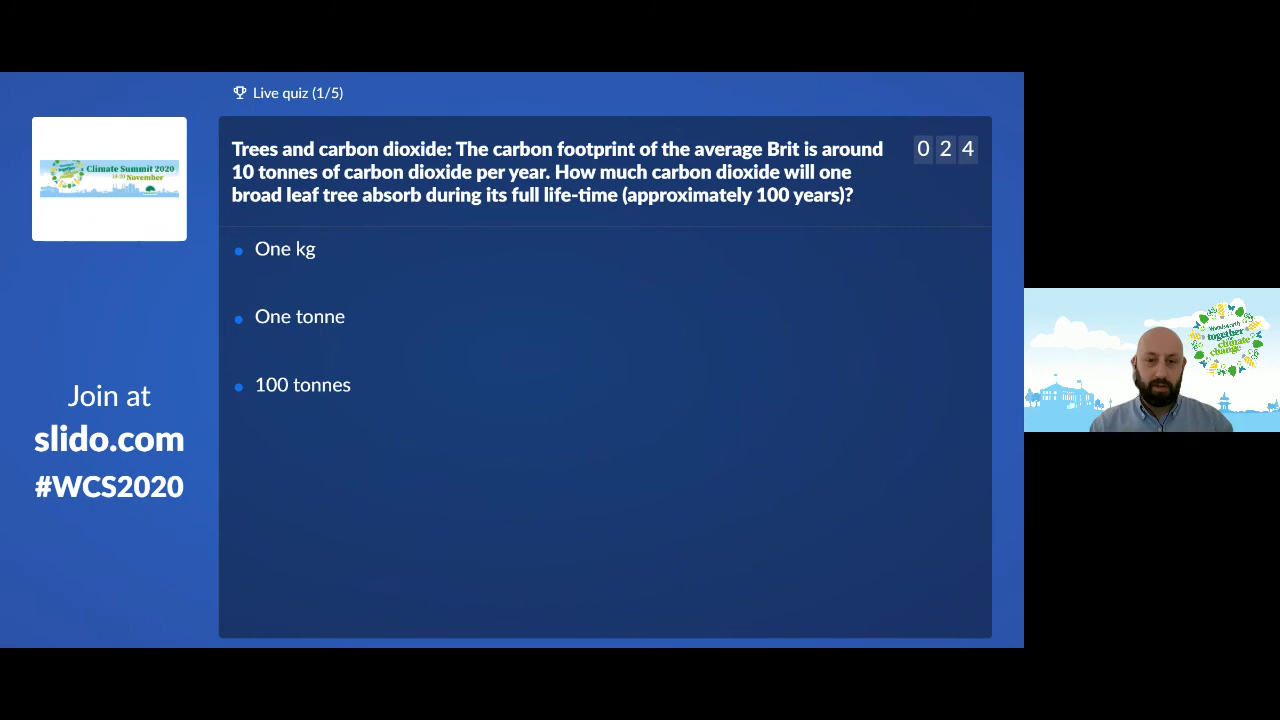 Live quiz (1/5)
Climate Summit 2020
November
Trees and carbon dioxide: The carbon footprint of the average Brit is around
10 tonnes of carbon dioxide per year. How much carbon dioxide will one
broad leaf tree absorb during its full life-time (approximately 100 years)?
0 2 4
One kg
One tonne
100 tonnes
Join at
slido.com
#WCS2020
Wandsworth
together
climate
change